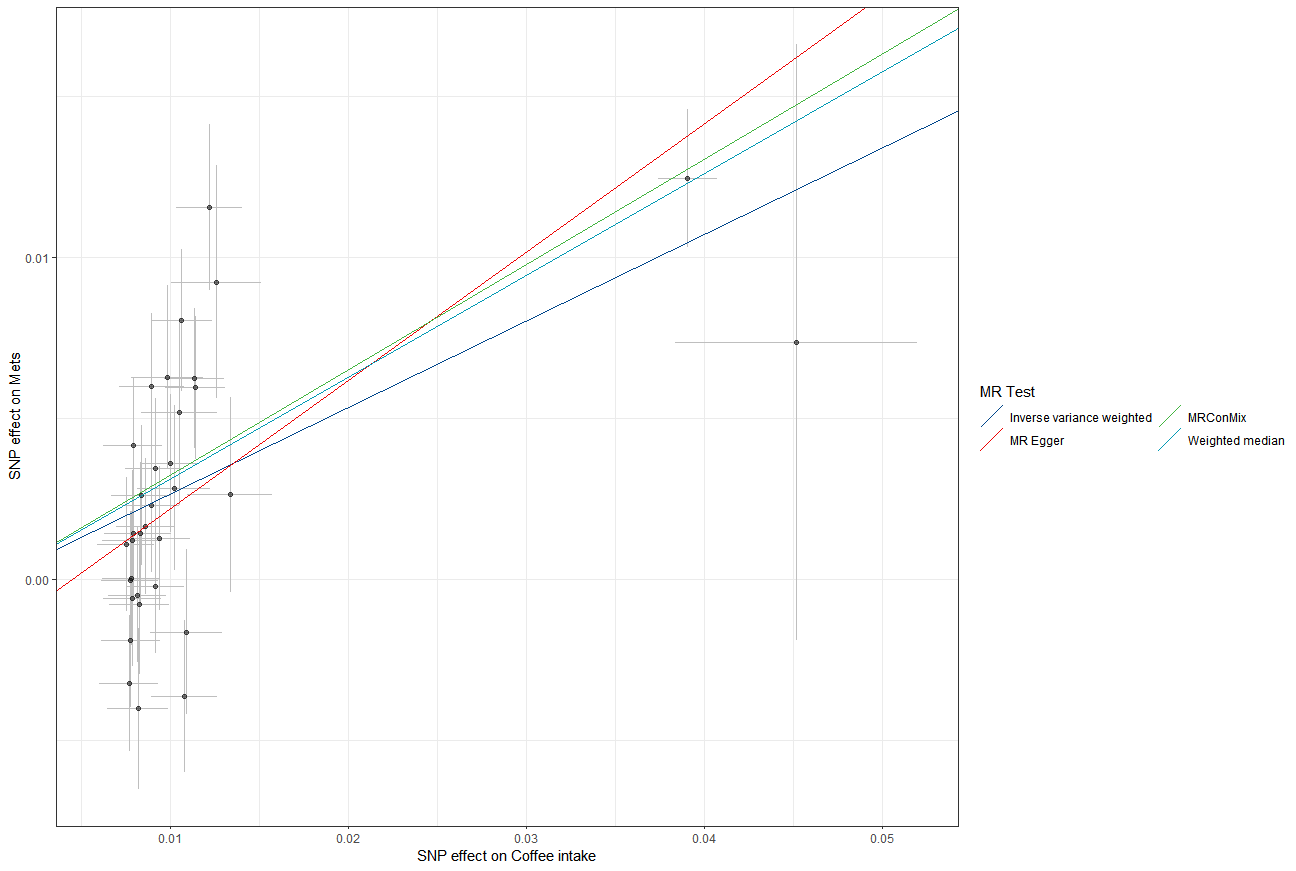 SNP effect on Mets
0.01
0.00
0.01 0.02 0.03 0.04 0.05
SNP effect on Coffee intake
MR Test
Inverse variance weighted MRConMix
MR Egger Weighted median